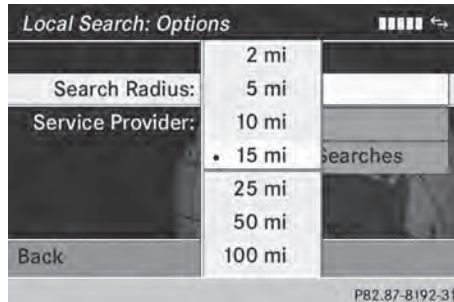 Local Search: Options
2 mi
Search Radius: 5 mi
Service Provider: 10 mi
• 15 mi Searches
25 mi
50 mi
Back 100 mi
P82.87-8192-31